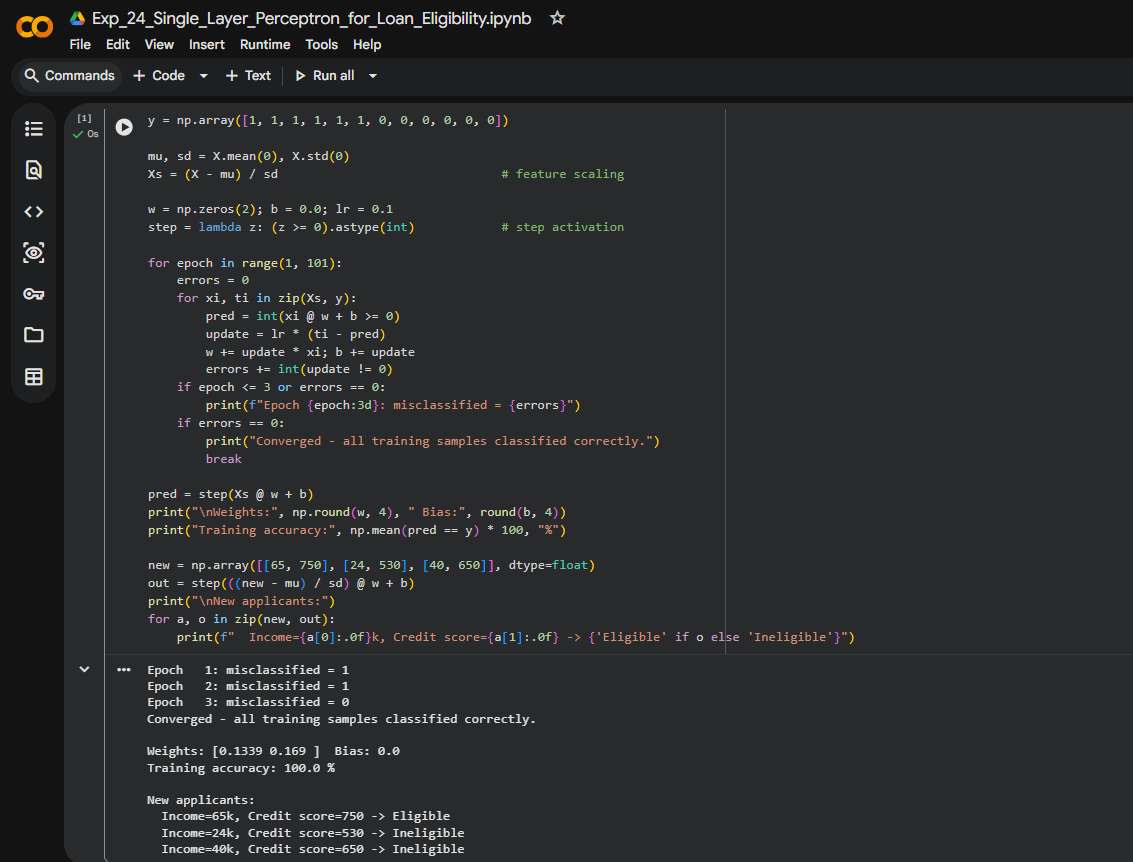 Exp_24_Single_Layer_Perceptron_for_Loan_Eligibility.ipynb
File Edit View Insert Runtime Tools Help
Commands + Code + Text Run all
[1]
0s
y = np.array([1, 1, 1, 1, 1, 1, 0, 0, 0, 0, 0, 0])
mu, sd = X.mean(0), X.std(0)
Xs = (X - mu) / sd # feature scaling
w = np.zeros(2); b = 0.0; lr = 0.1
step = lambda z: (z >= 0).astype(int) # step activation
for epoch in range(1, 101):
    errors = 0
    for xi, ti in zip(Xs, y):
        pred = int(xi @ w + b >= 0)
        update = lr * (ti - pred)
        w += update * xi; b += update
        errors += int(update != 0)
    if epoch <= 3 or errors == 0:
        print(f"Epoch {epoch:3d}: misclassified = {errors}")
    if errors == 0:
        print("Converged - all training samples classified correctly.")
        break
pred = step(Xs @ w + b)
print("\nWeights:", np.round(w, 4), " Bias:", round(b, 4))
print("Training accuracy:", np.mean(pred == y) * 100, "%")
new = np.array([[65, 750], [24, 530], [40, 650]], dtype=float)
out = step(((new - mu) / sd) @ w + b)
print("\nNew applicants:")
for a, o in zip(new, out):
    print(f"  Income={a[0]:.0f}k, Credit score={a[1]:.0f} -> {'Eligible' if o else 'Ineligible'}")
Epoch   1: misclassified = 1
Epoch   2: misclassified = 1
Epoch   3: misclassified = 0
Converged - all training samples classified correctly.
Weights: [0.1339 0.169 ]  Bias: 0.0
Training accuracy: 100.0 %
New applicants:
  Income=65k, Credit score=750 -> Eligible
  Income=24k, Credit score=530 -> Ineligible
  Income=40k, Credit score=650 -> Ineligible